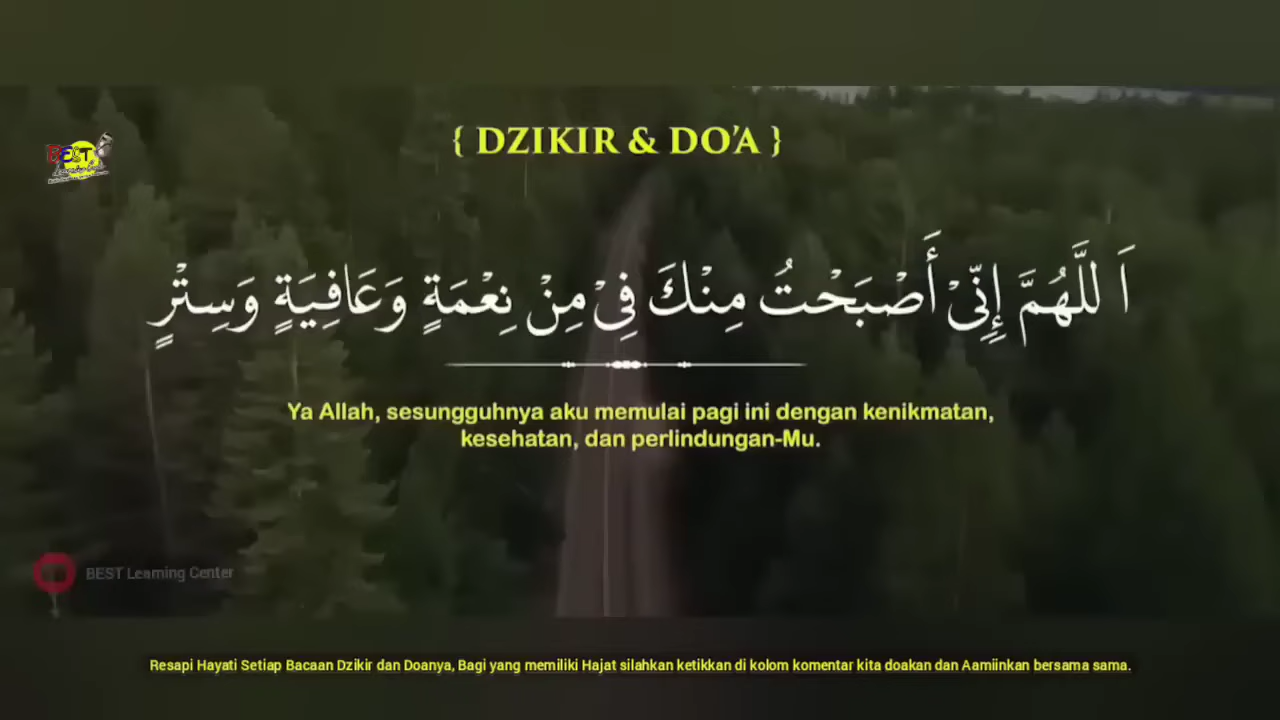 { DZIKIR & DO'A }
BEST
اَ للَّهُمَّ إِنِّىْ أَصْبَحْتُ مِنْكَ فِىْ مِنْ نِعْمَةٍ وَعَافِيَةٍ وَسِتْرٍ
Ya Allah, sesungguhnya aku memulai pagi ini dengan kenikmatan,
kesehatan, dan perlindungan-Mu.
BEST Learning Center
Resapi Hayati Setiap Bacaan Dzikir dan Doanya, Bagi yang memiliki Hajat silahkan ketikkan di kolom komentar kita doakan dan Aamiinkan bersama sama.